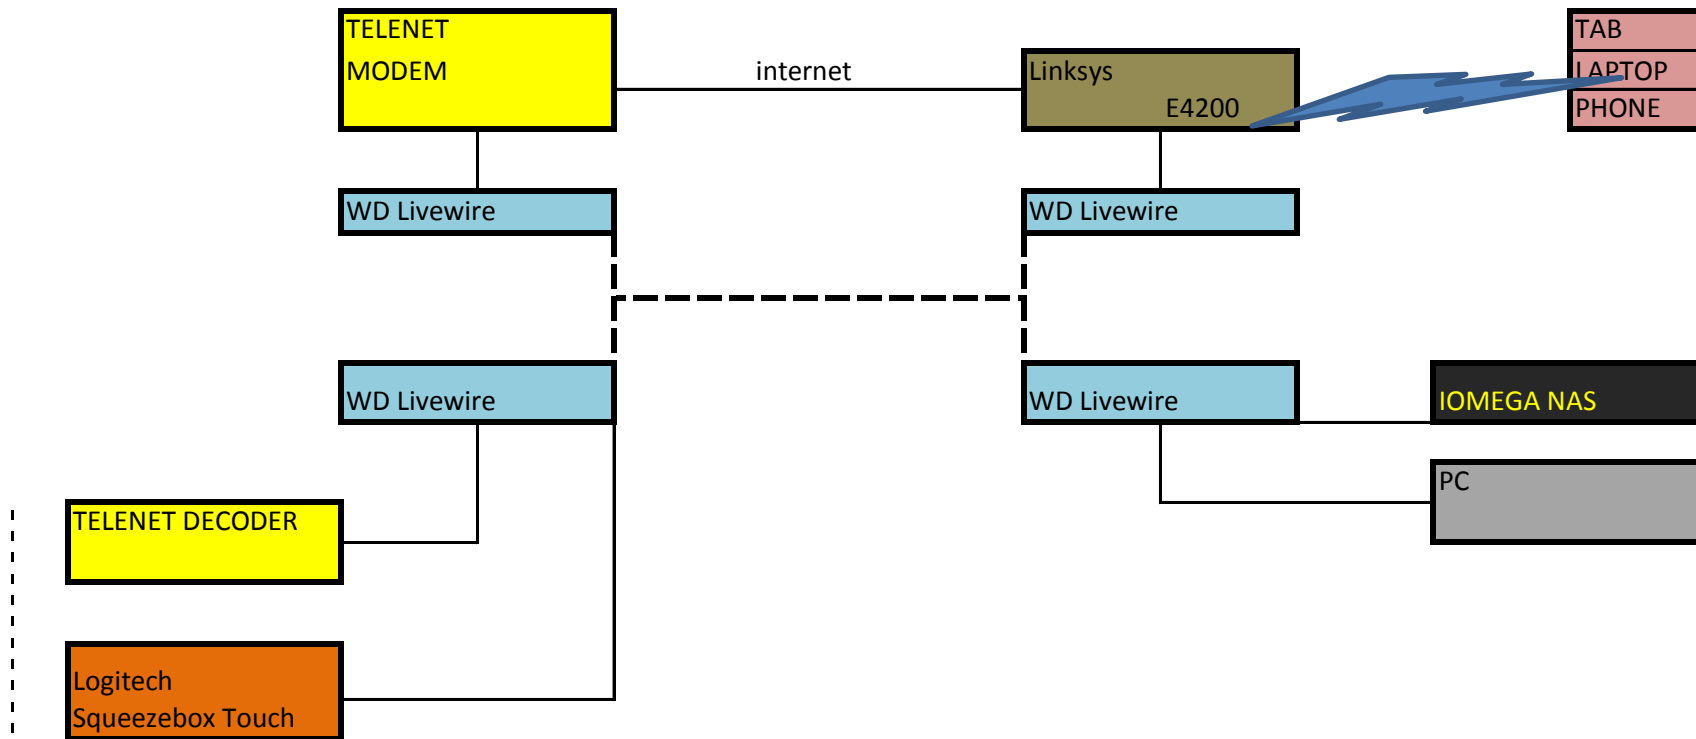 TELENET
MODEM
internet
Linksys
E4200
TAB
LAPTOP
PHONE
WD Livewire
WD Livewire
WD Livewire
WD Livewire
IOMEGA NAS
PC
TELENET DECODER
Logitech
Squeezebox Touch